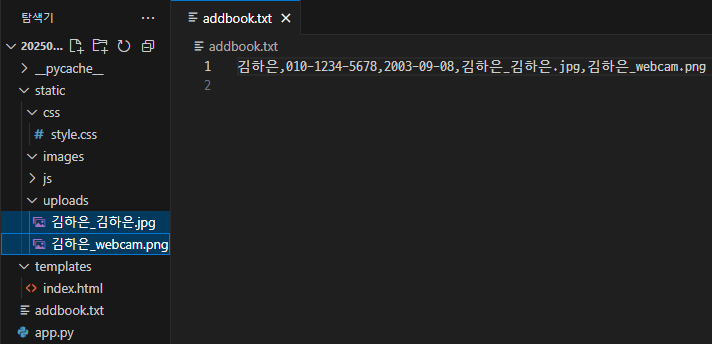 탐색기
addbook.txt
20250...
addbook.txt
__pycache__
1 김하은,010-1234-5678,2003-09-08,김하은_김하은.jpg,김하은_webcam.png
static
2
css
style.css
images
js
uploads
김하은_김하은.jpg
김하은_webcam.png
templates
index.html
addbook.txt
app.py